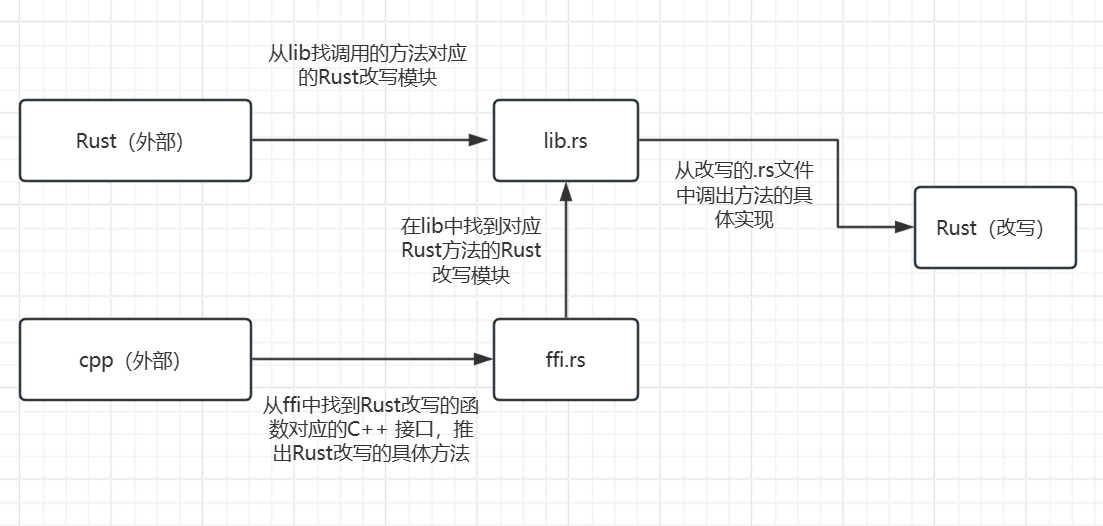 从lib找调用的方法对应
的Rust改写模块
Rust（外部）
lib.rs
从改写的.rs文件
中调出方法的具
体实现
Rust（改写）
在lib中找到对应
Rust方法的Rust
改写模块
cpp（外部）
ffi.rs
从ffi中找到Rust改写的函
数对应的C++ 接口，推
出Rust改写的具体方法